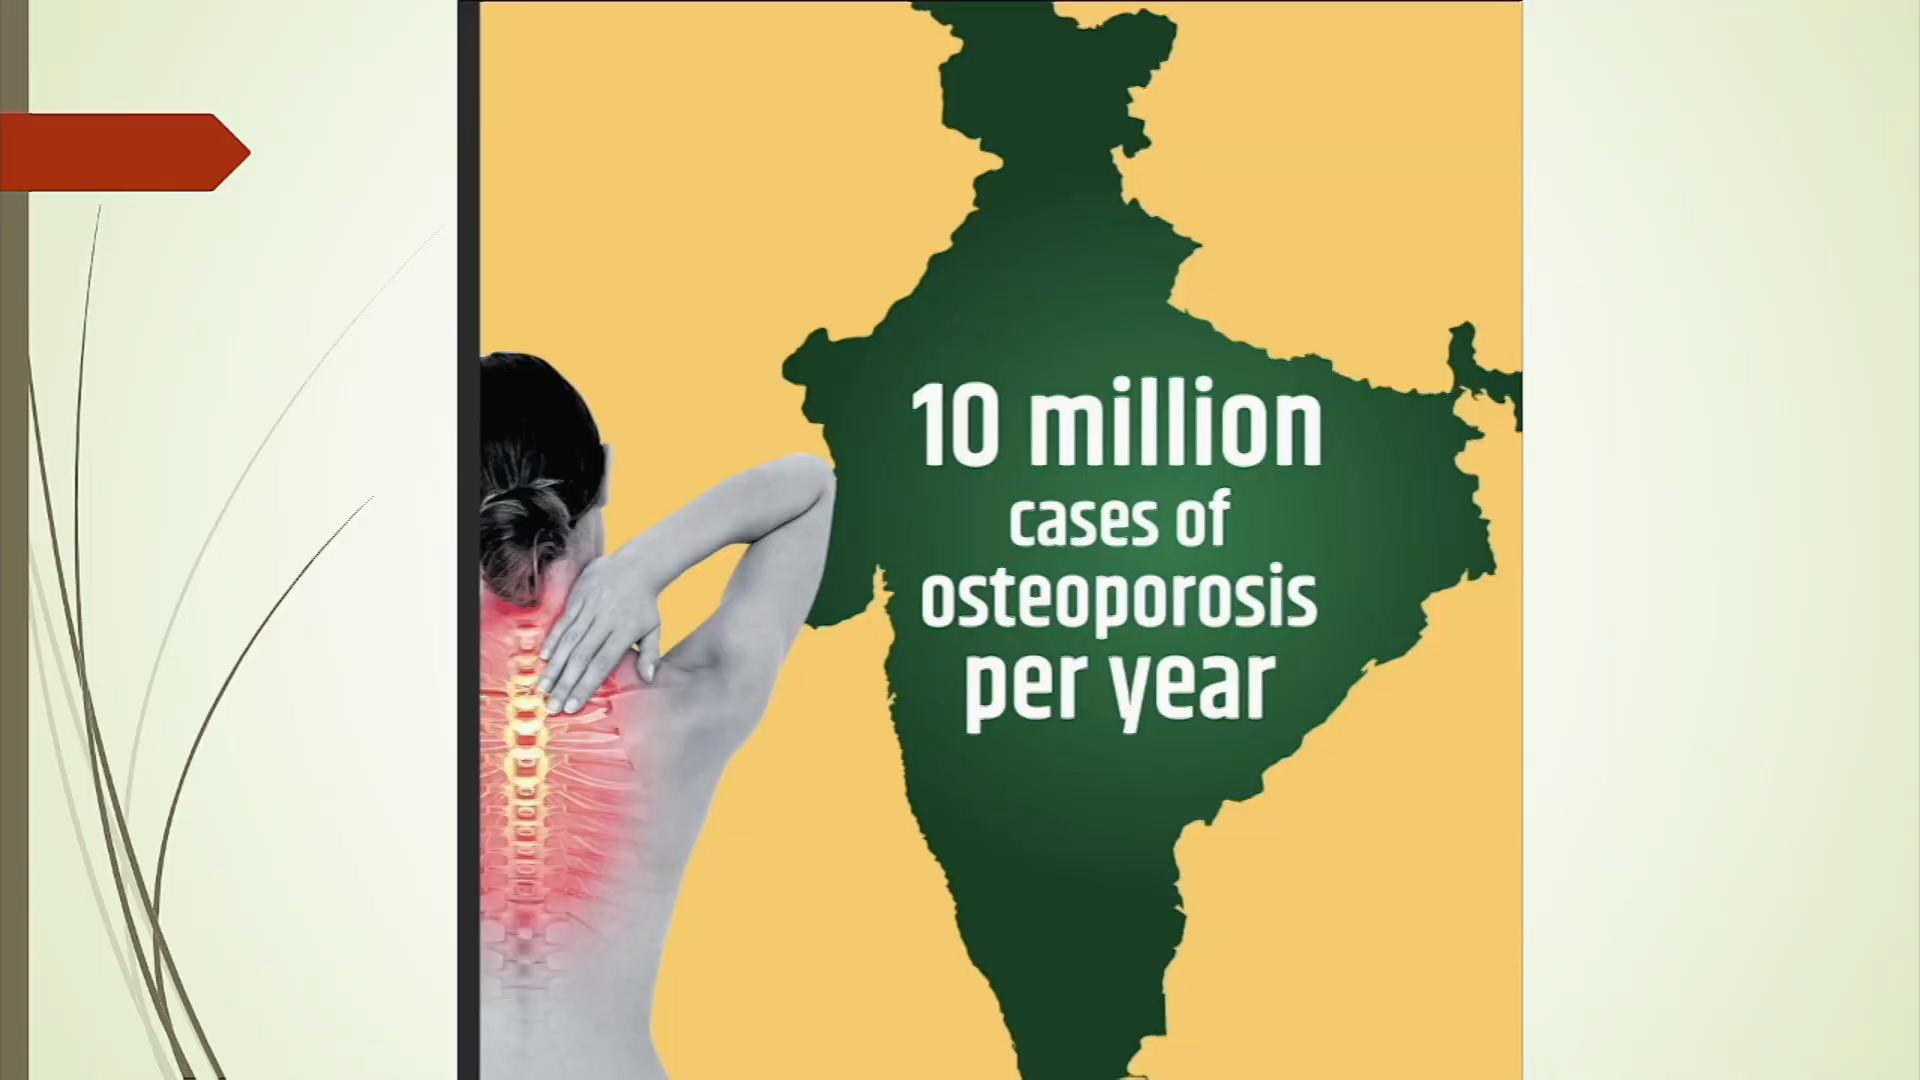 10 million
cases of
osteoporosis
per year